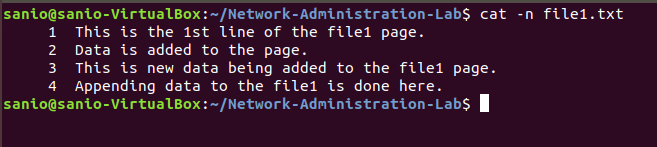 sanio@sanio-VirtualBox:~/Network-Administration-Lab$ cat -n file1.txt
1 This is the 1st line of the file1 page.
2 Data is added to the page.
3 This is new data being added to the file1 page.
4 Appending data to the file1 is done here.
sanio@sanio-VirtualBox:~/Network-Administration-Lab$